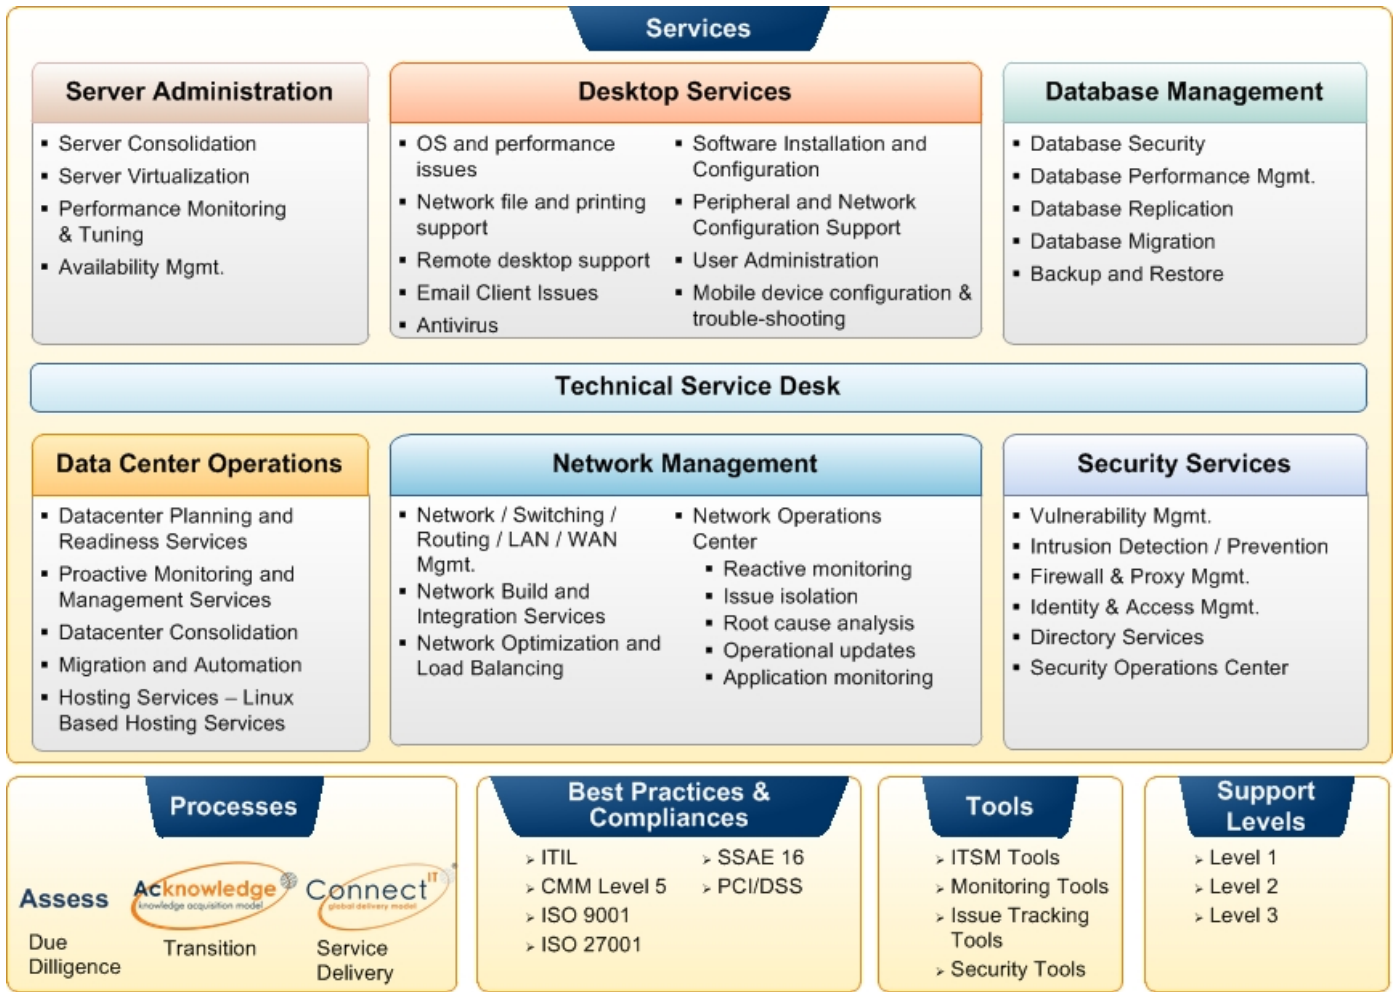 Services
Server Administration
Server Consolidation
Server Virtualization
Performance Monitoring
& Tuning
Availability Mgmt.
Desktop Services
OS and performance
issues
Network file and printing
support
Remote desktop support
Email Client Issues
Antivirus
Software Installation and
Configuration
Peripheral and Network
Configuration Support
User Administration
Mobile device configuration &
trouble-shooting
Database Management
Database Security
Database Performance Mgmt.
Database Replication
Database Migration
Backup and Restore
Technical Service Desk
Data Center Operations
Datacenter Planning and
Readiness Services
Proactive Monitoring and
Management Services
Datacenter Consolidation
Migration and Automation
Hosting Services – Linux
Based Hosting Services
Network Management
Network / Switching /
Routing / LAN / WAN
Mgmt.
Network Build and
Integration Services
Network Optimization and
Load Balancing
Network Operations
Center
Reactive monitoring
Issue isolation
Root cause analysis
Operational updates
Application monitoring
Security Services
Vulnerability Mgmt.
Intrusion Detection / Prevention
Firewall & Proxy Mgmt.
Identity & Access Mgmt.
Directory Services
Security Operations Center
Processes
Assess
Due
Dilligence
Acknowledge
knowledge acquisition model
Transition
Connect IT
global delivery model
Service
Delivery
Best Practices &
Compliances
ITIL
CMM Level 5
ISO 9001
ISO 27001
SSAE 16
PCI/DSS
Tools
ITSM Tools
Monitoring Tools
Issue Tracking
Tools
Security Tools
Support
Levels
Level 1
Level 2
Level 3